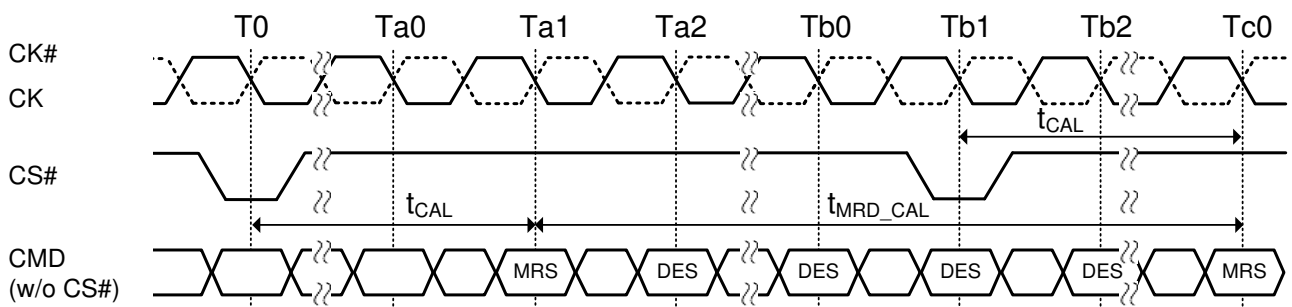 T0 Ta0 Ta1 Ta2 Tb0 Tb1 Tb2 Tc0
CK#
CK
tCAL
CS#
tCAL tMRD_CAL
CMD MRS DES DES DES DES MRS
(w/o CS#)